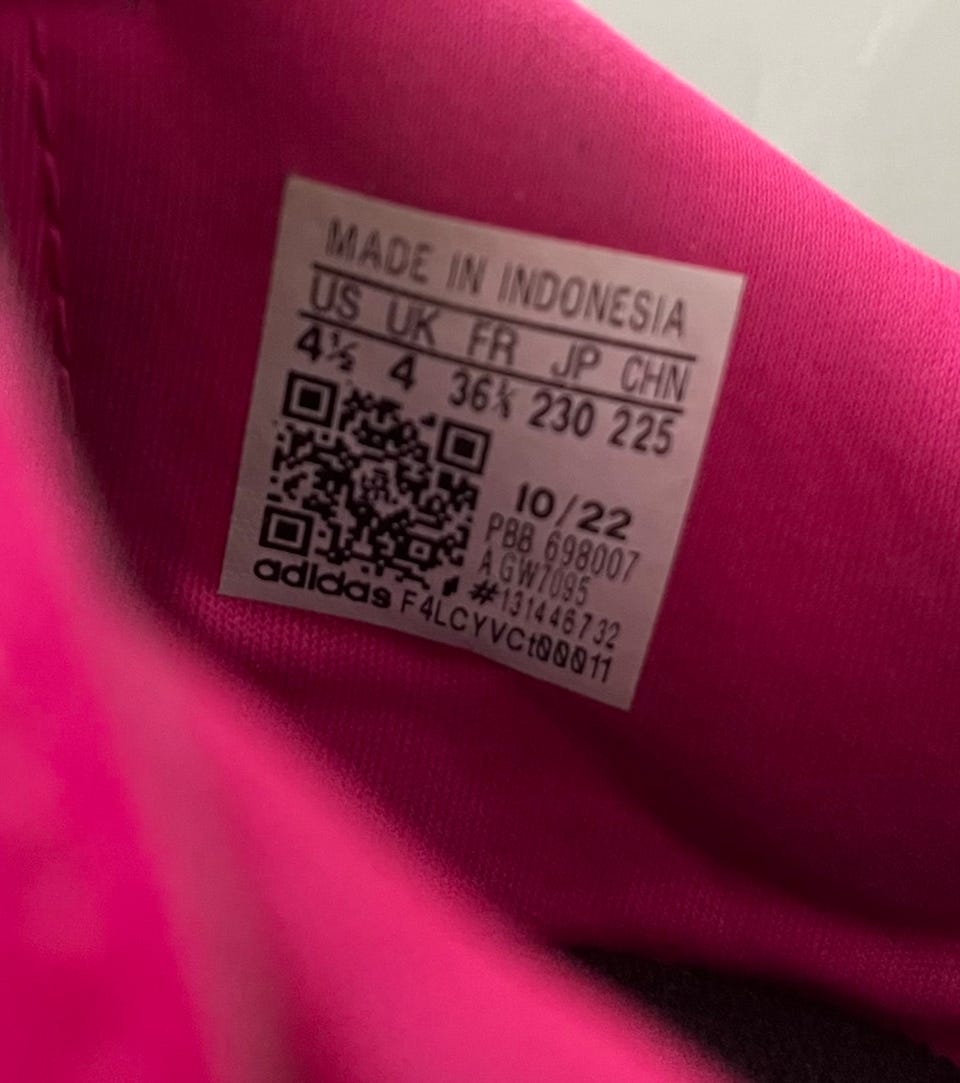 MADE IN INDONESIA
US UK FR JP CHN
4½ 4 36⅔ 230 225
10/22
PBB 698007
A GW7095
#131446732
adidas F4LCYVCt00011